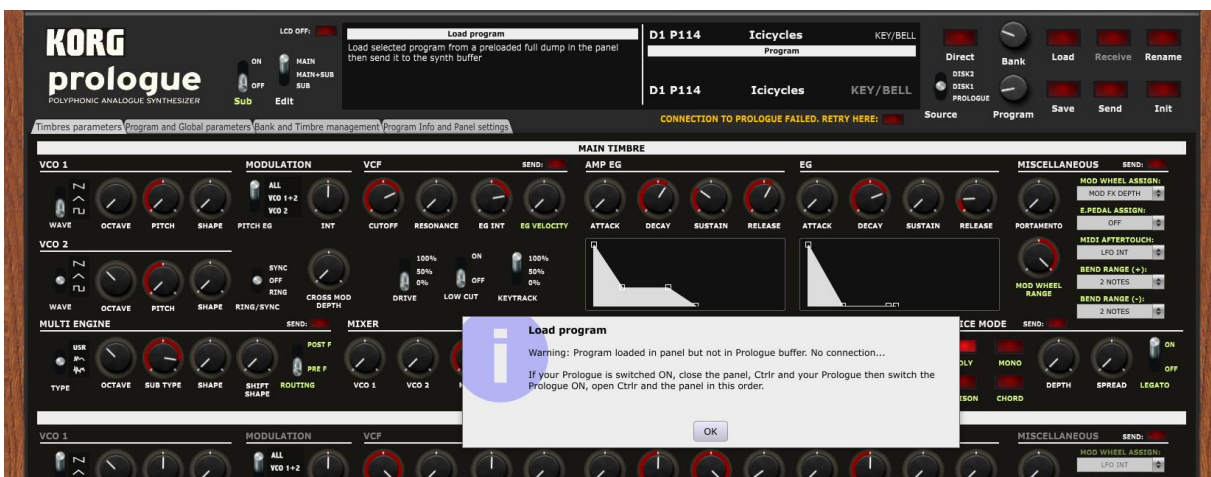 KORG
prologue
POLYPHONIC ANALOGUE SYNTHESIZER
ON
OFF
Sub
LCD OFF:
MAIN
MAIN+SUB
SUB
Edit
Load program
Load selected program from a preloaded full dump in the panel
then send it to the synth buffer
D1 P114 Icicycles KEY/BELL
Program
D1 P114 Icicycles KEY/BELL
CONNECTION TO PROLOGUE FAILED. RETRY HERE:
Direct
DISK2
DISK1
PROLOGUE
Source
Bank
Program
Load
Receive
Rename
Save
Send
Init
Timbres parameters
Program and Global parameters
Bank and Timbre management
Program Info and Panel settings
MAIN TIMBRE
VCO 1
WAVE
OCTAVE
PITCH
SHAPE
MODULATION
ALL
VCO 1+2
VCO 2
PITCH EG
INT
VCF
SEND:
CUTOFF
RESONANCE
EG INT
EG VELOCITY
AMP EG
ATTACK
DECAY
SUSTAIN
RELEASE
EG
ATTACK
DECAY
SUSTAIN
RELEASE
MISCELLANEOUS
SEND:
PORTAMENTO
MOD WHEEL ASSIGN:
MOD FX DEPTH
E.PEDAL ASSIGN:
OFF
MIDI AFTERTOUCH:
LFO INT
BEND RANGE (+):
2 NOTES
BEND RANGE (-):
2 NOTES
MOD WHEEL
RANGE
VCO 2
WAVE
OCTAVE
PITCH
SHAPE
SYNC
OFF
RING
RING/SYNC
CROSS MOD
DEPTH
100%
50%
0%
DRIVE
ON
OFF
LOW CUT
100%
50%
0%
KEYTRACK
MULTI ENGINE
SEND:
USR
TYPE
OCTAVE
SUB TYPE
SHAPE
SHIFT
SHAPE
POST F
PRE F
ROUTING
MIXER
VCO 1
VCO 2
Load program
Warning: Program loaded in panel but not in Prologue buffer. No connection...
If your Prologue is switched ON, close the panel, Ctrlr and your Prologue then switch the
Prologue ON, open Ctrlr and the panel in this order.
OK
ICE MODE
SEND:
OLY
MONO
ISON
CHORD
DEPTH
SPREAD
ON
OFF
LEGATO
VCO 1
MODULATION
ALL
VCO 1+2
VCF
MISCELLANEOUS
SEND:
MOD WHEEL ASSIGN:
LFO INT